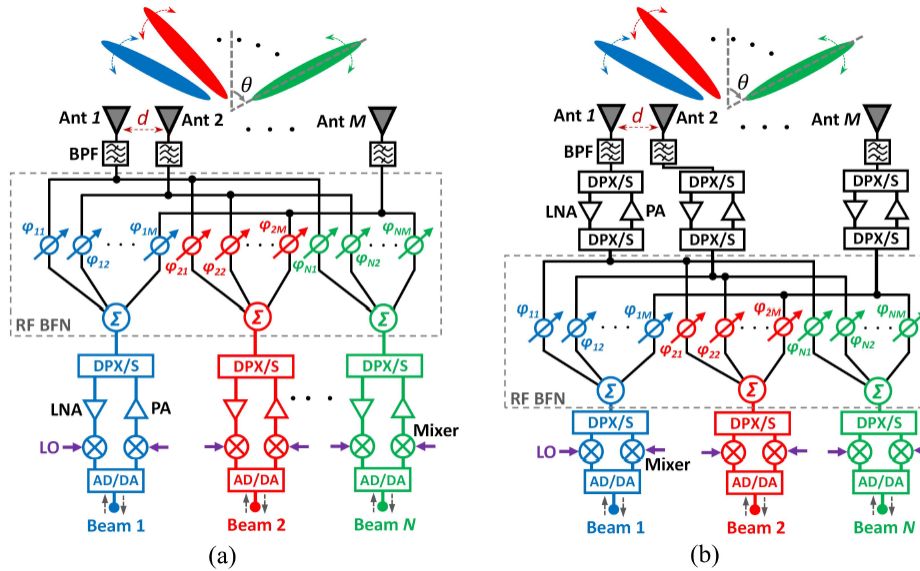 θ
Ant 1
d
Ant 2
Ant M
BPF
φ11
φ12
φ1M
φ21
φ22
φ2M
φN1
φN2
φNM
Σ
Σ
Σ
RF BFN
DPX/S
DPX/S
DPX/S
LNA
PA
LO
Mixer
AD/DA
AD/DA
AD/DA
Beam 1
Beam 2
Beam N
(a)
θ
Ant 1
d
Ant 2
Ant M
BPF
DPX/S
DPX/S
DPX/S
LNA
PA
DPX/S
DPX/S
DPX/S
φ11
φ12
φ1M
φ21
φ22
φ2M
φN1
φN2
φNM
Σ
Σ
Σ
RF BFN
DPX/S
DPX/S
DPX/S
LO
Mixer
AD/DA
AD/DA
AD/DA
Beam 1
Beam 2
Beam N
(b)